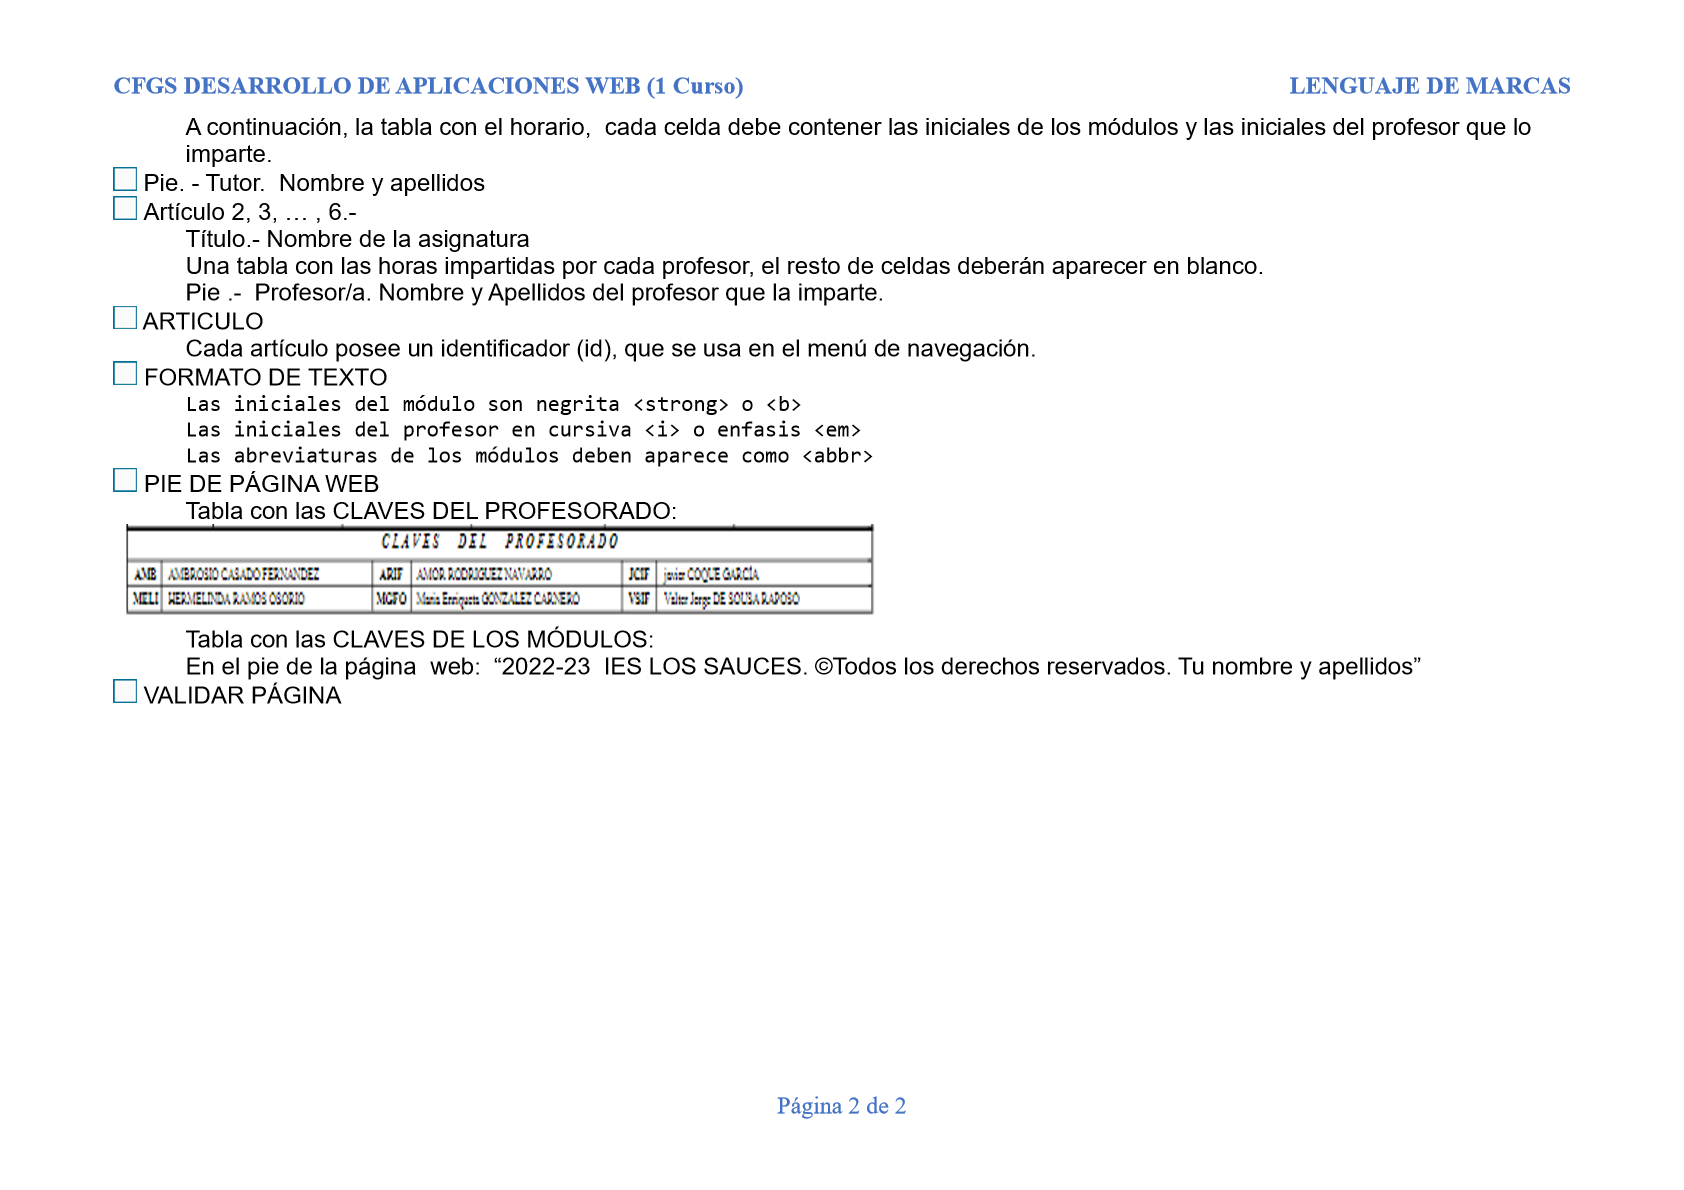 CFGS DESARROLLO DE APLICACIONES WEB (1 Curso) LENGUAJE DE MARCAS
A continuación, la tabla con el horario, cada celda debe contener las iniciales de los módulos y las iniciales del profesor que lo
imparte.
Pie. - Tutor. Nombre y apellidos
Artículo 2, 3, … , 6.-
Título.- Nombre de la asignatura
Una tabla con las horas impartidas por cada profesor, el resto de celdas deberán aparecer en blanco.
Pie .- Profesor/a. Nombre y Apellidos del profesor que la imparte.
ARTICULO
Cada artículo posee un identificador (id), que se usa en el menú de navegación.
FORMATO DE TEXTO
Las iniciales del módulo son negrita <strong> o <b>
Las iniciales del profesor en cursiva <i> o enfasis <em>
Las abreviaturas de los módulos deben aparece como <abbr>
PIE DE PÁGINA WEB
Tabla con las CLAVES DEL PROFESORADO:
CLAVES DEL PROFESORADO
AMB AMBROSIO CASADO FERNANDEZ ARIF AMOR RODRIGUEZ NAVARRO JCIF javier COQUE GARCÍA
MELI HERMELINDA RAMOS OSORIO MGFO Maria Enriqueta GONZALEZ CARNERO VSIF Valter Jorge DE SOUSA RAPOSO
Tabla con las CLAVES DE LOS MÓDULOS:
En el pie de la página web: “2022-23 IES LOS SAUCES. ©Todos los derechos reservados. Tu nombre y apellidos”
VALIDAR PÁGINA
Página 2 de 2